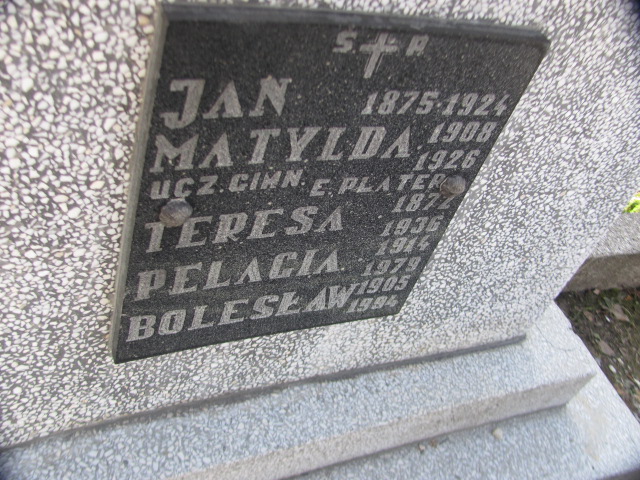 Ś † P
JAN 1875-1924
MATYLDA 1908
1926
UCZ. GIMN. E. PLATER
1877
TERESA 1936
1914
PELAGIA 1979
1905
BOLESŁAW 1994